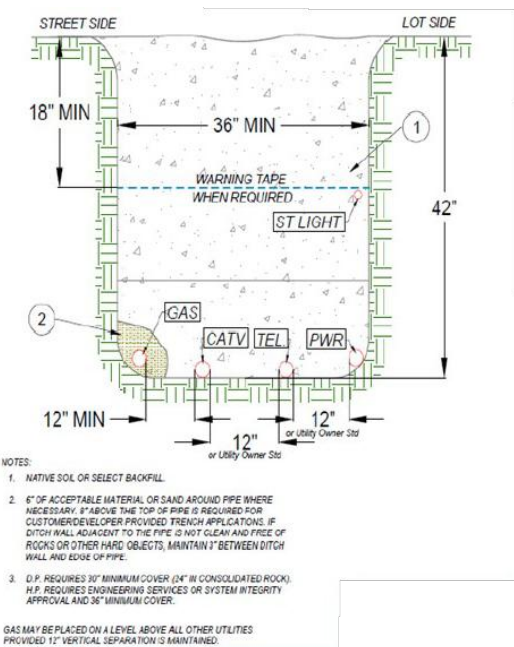 STREET SIDE
LOT SIDE
18" MIN
36" MIN
1
WARNING TAPE
WHEN REQUIRED
ST LIGHT
42"
2
GAS
CATV
TEL.
PWR
12" MIN
12"
or Utility Owner Std
12"
or Utility Owner Std
NOTES:
1. NATIVE SOIL OR SELECT BACKFILL.
2. 6" OF ACCEPTABLE MATERIAL OR SAND AROUND PIPE WHERE
NECESSARY. 8" ABOVE THE TOP OF PIPE IS REQUIRED FOR
CUSTOMER/DEVELOPER PROVIDED TRENCH APPLICATIONS. IF
DITCH WALL ADJACENT TO THE PIPE IS NOT CLEAN AND FREE OF
ROCKS OR OTHER HARD OBJECTS, MAINTAIN 3" BETWEEN DITCH
WALL AND EDGE OF PIPE.
3. D.P. REQUIRES 30" MINIMUM COVER (24" IN CONSOLIDATED ROCK).
H.P. REQUIRES ENGINEERING SERVICES OR SYSTEM INTEGRITY
APPROVAL AND 36" MINIMUM COVER.
GAS MAY BE PLACED ON A LEVEL ABOVE ALL OTHER UTILITIES
PROVIDED 12" VERTICAL SEPARATION IS MAINTAINED.